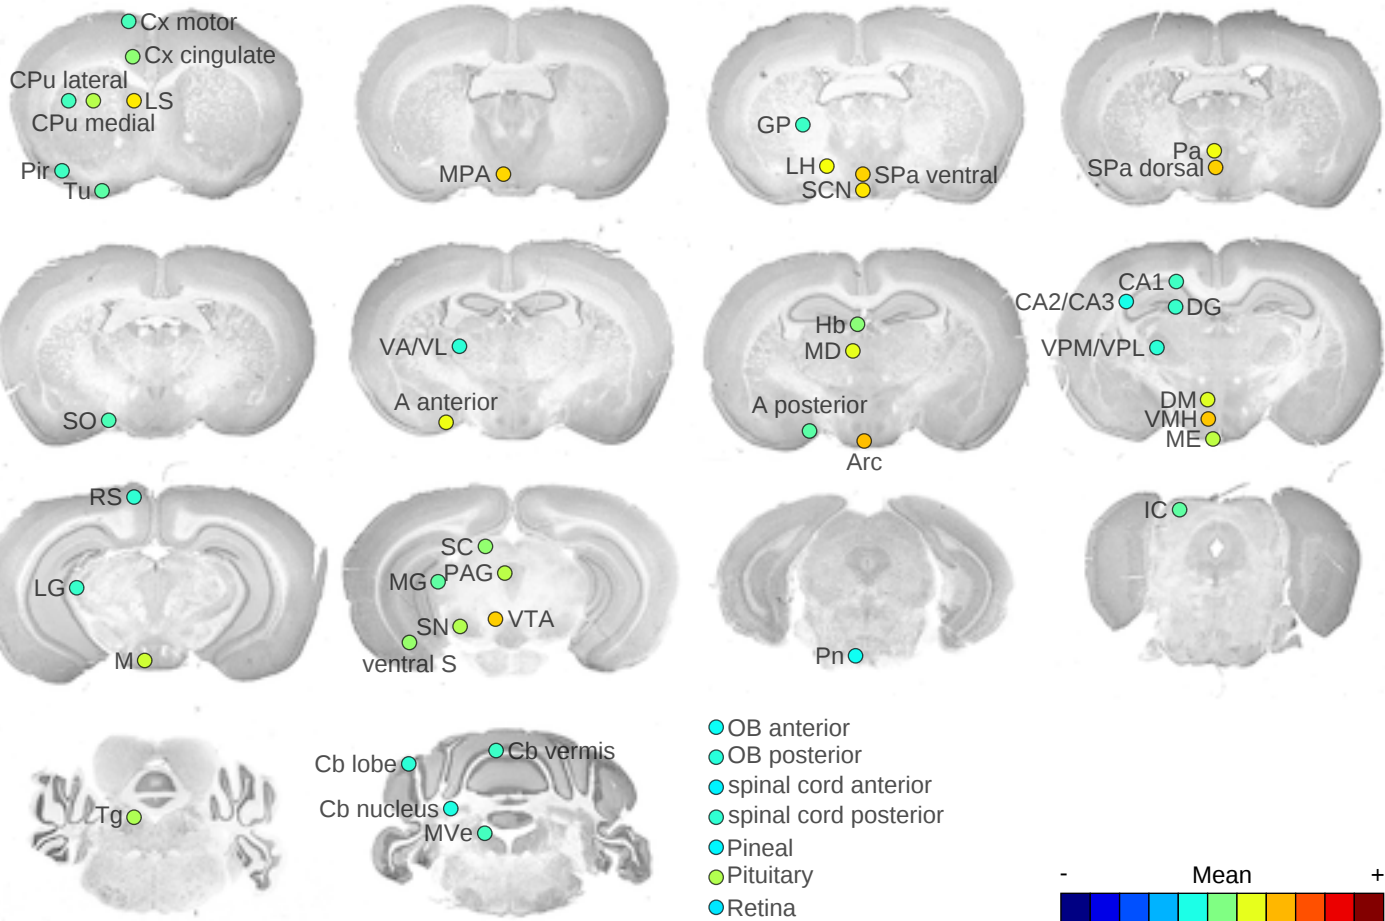 Cx motor
Cx cingulate
CPu lateral
LS
CPu medial
Pir
Tu
MPA
GP
LH
SPa ventral
SCN
Pa
SPa dorsal
SO
VA/VL
A anterior
Hb
MD
A posterior
Arc
CA1
CA2/CA3
DG
VPM/VPL
DM
VMH
ME
RS
LG
M
SC
MG
PAG
SN
VTA
ventral S
Pn
IC
Tg
Cb lobe
Cb vermis
Cb nucleus
MVe
OB anterior
OB posterior
spinal cord anterior
spinal cord posterior
Pineal
Pituitary
Retina
- Mean +